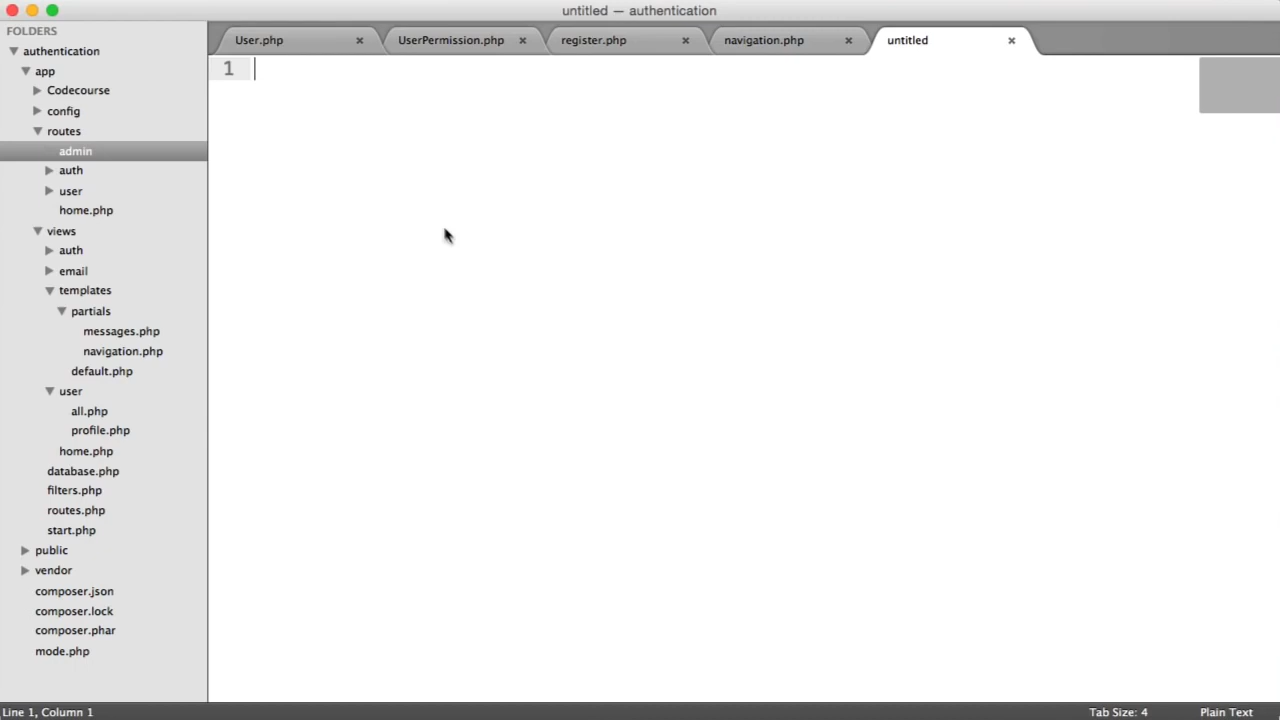 untitled — authentication
FOLDERS
authentication
app
Codecourse
config
routes
admin
auth
user
home.php
views
auth
email
templates
partials
messages.php
navigation.php
default.php
user
all.php
profile.php
home.php
database.php
filters.php
routes.php
start.php
public
vendor
composer.json
composer.lock
composer.phar
mode.php
User.php
UserPermission.php
register.php
navigation.php
untitled
1
Line 1, Column 1
Tab Size: 4
Plain Text